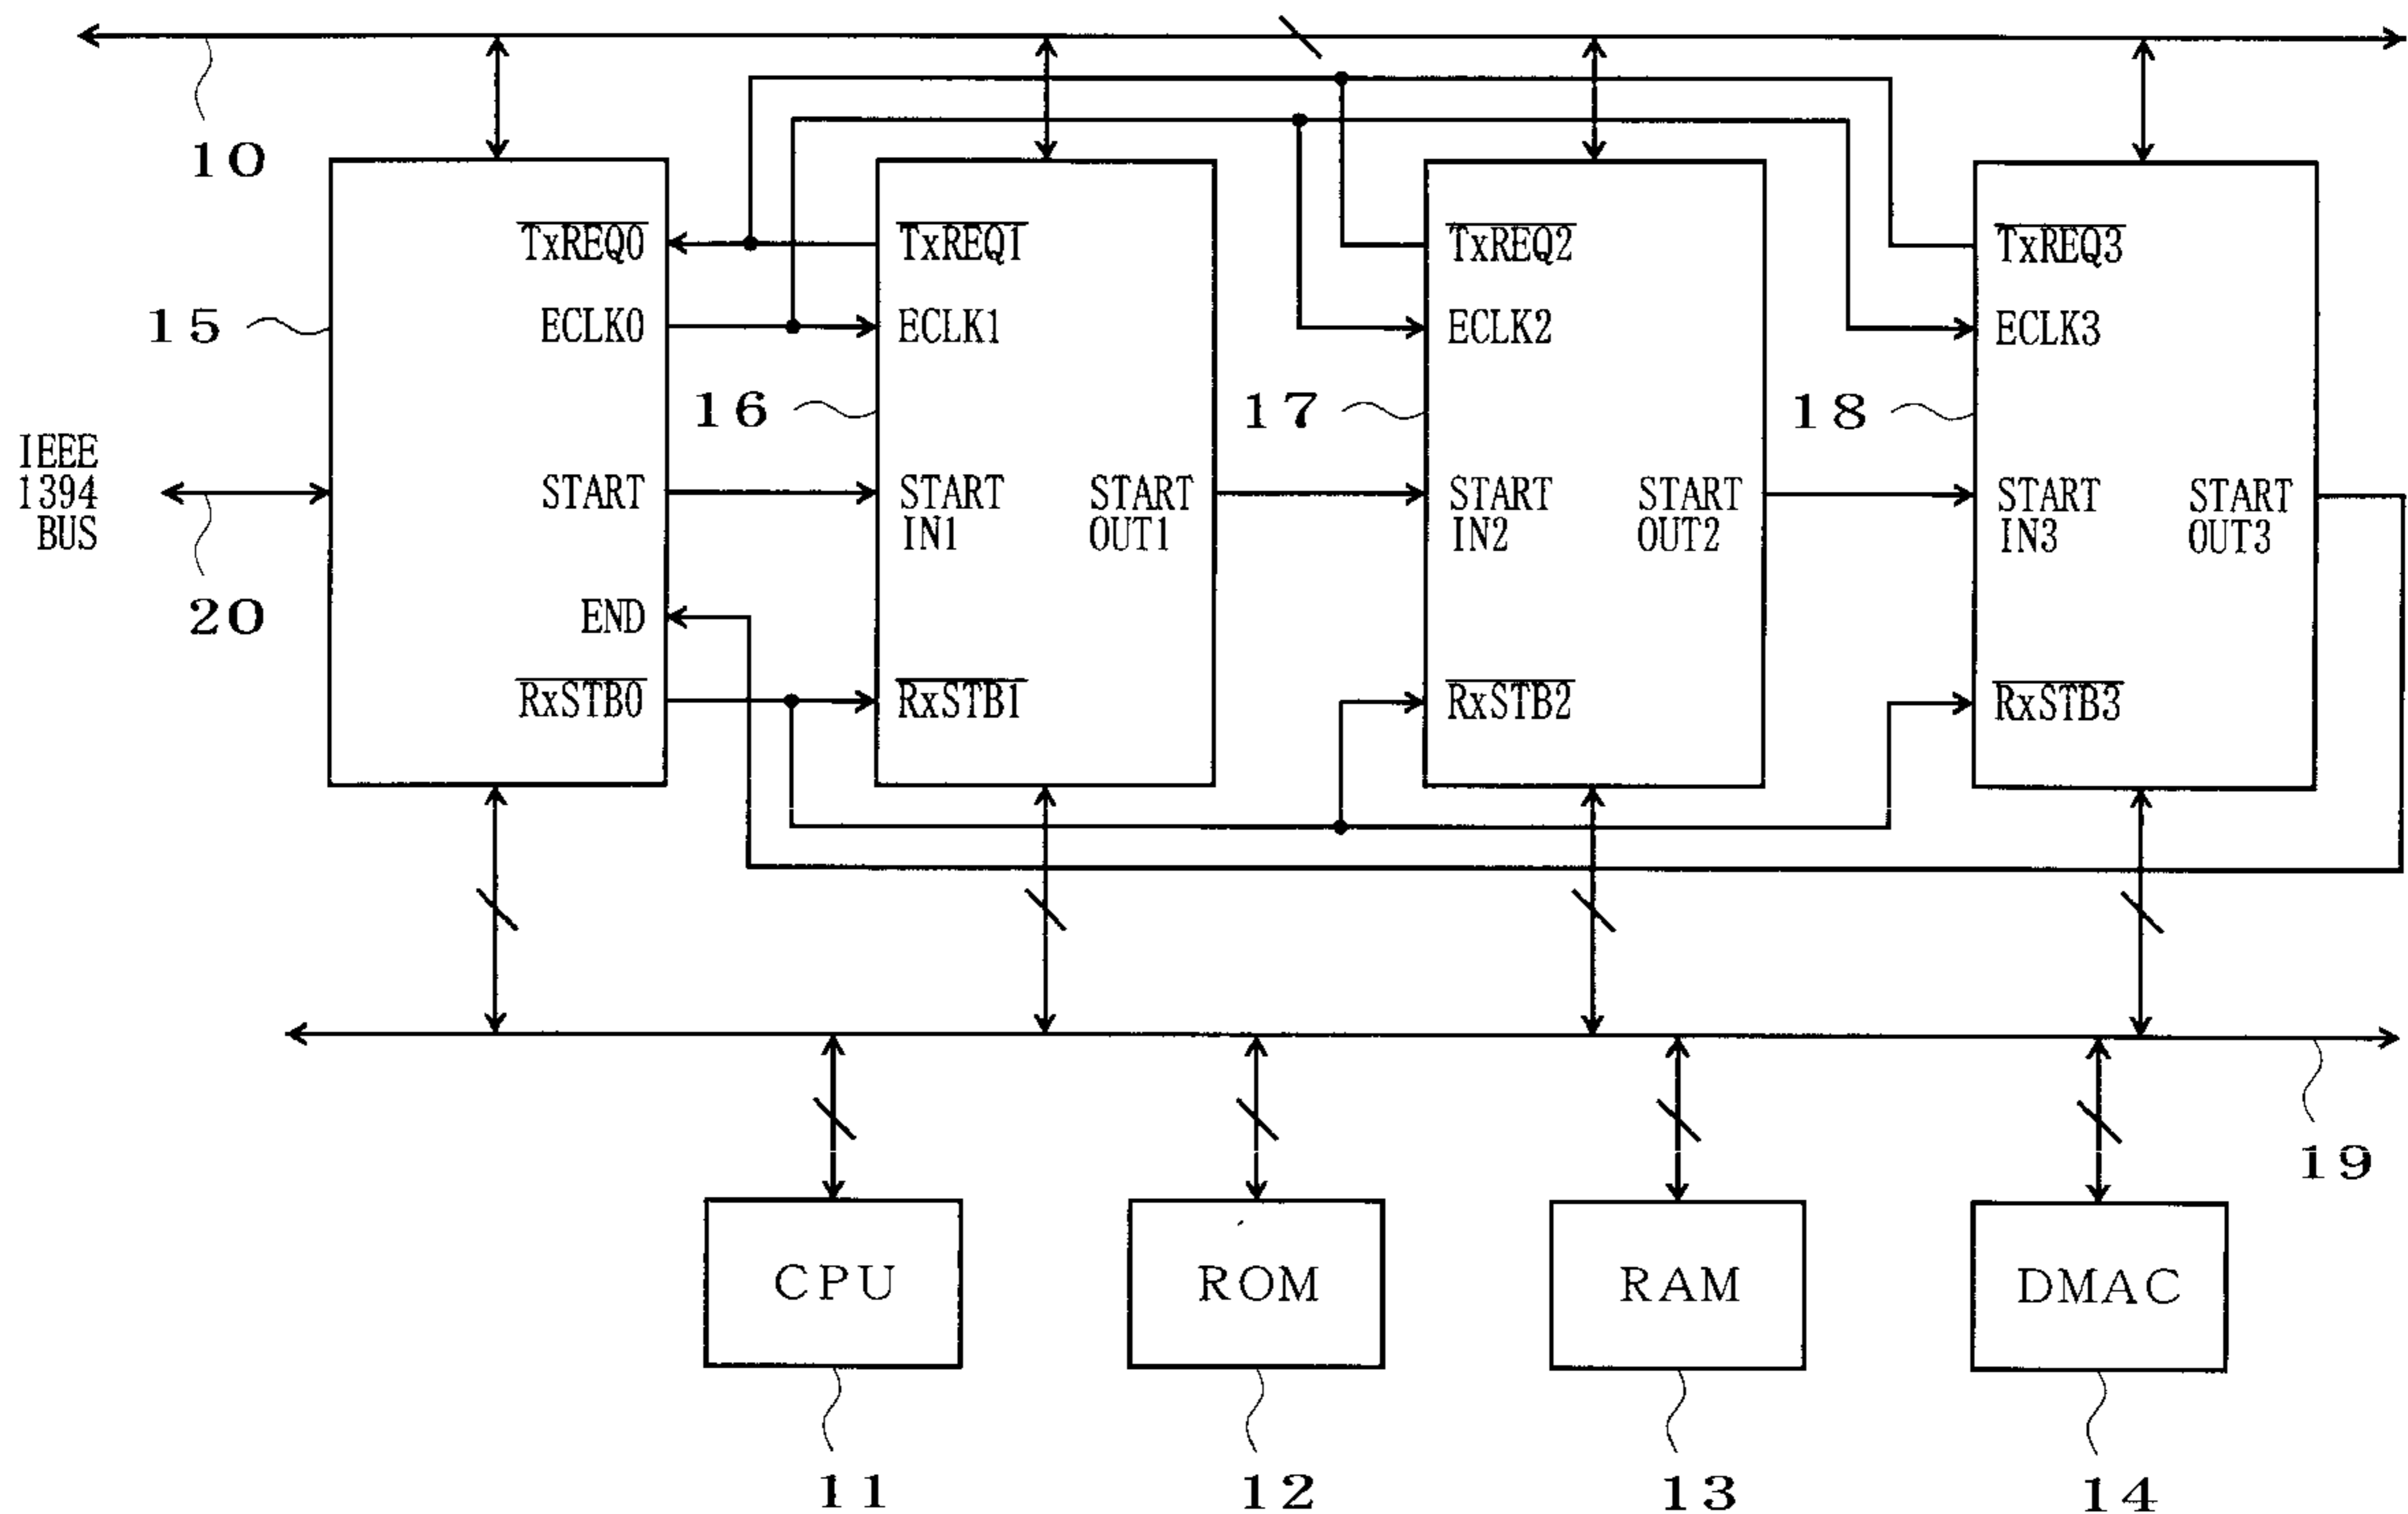 10
15
TxREQ0
ECLK0
START
END
RxSTB0
IEEE
1394
BUS
20
16
TxREQ1
ECLK1
START
IN1
START
OUT1
RxSTB1
17
TxREQ2
ECLK2
START
IN2
START
OUT2
RxSTB2
18
TxREQ3
ECLK3
START
IN3
START
OUT3
RxSTB3
19
CPU
ROM
RAM
DMAC
11
12
13
14